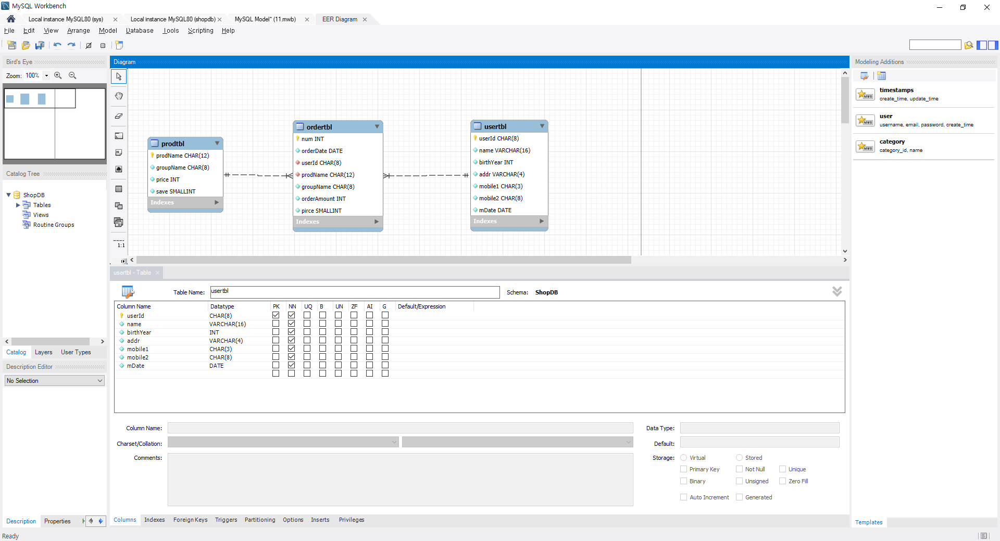 MySQL Workbench
Local instance MySQL80 (sys)
Local instance MySQL80 (shopdb)
MySQL Model* (11.mwb)
EER Diagram
File Edit View Arrange Model Database Tools Scripting Help
Bird's Eye
Zoom: 100%
Catalog Tree
ShopDB
Tables
Views
Routine Groups
Catalog Layers User Types
Description Editor
No Selection
Description Properties H
Diagram
1:1
prodtbl
prodName CHAR(12)
groupName CHAR(8)
price INT
save SMALLINT
Indexes
ordertbl
num INT
orderDate DATE
userId CHAR(8)
prodName CHAR(12)
groupName CHAR(8)
orderAmount INT
pirce SMALLINT
Indexes
usertbl
userId CHAR(8)
name VARCHAR(16)
birthYear INT
addr VARCHAR(4)
mobile1 CHAR(3)
mobile2 CHAR(8)
mDate DATE
Indexes
usertbl - Table
Table Name: usertbl Schema: ShopDB
Column Name Datatype PK NN UQ B UN ZF AI G Default/Expression
userId CHAR(8)
name VARCHAR(16)
birthYear INT
addr VARCHAR(4)
mobile1 CHAR(3)
mobile2 CHAR(8)
mDate DATE
Column Name: Data Type:
Charset/Collation: Default:
Comments: Storage: Virtual Stored
Primary Key Not Null Unique
Binary Unsigned Zero Fill
Auto Increment Generated
Columns Indexes Foreign Keys Triggers Partitioning Options Inserts Privileges
Modeling Additions
MWB
timestamps
create_time, update_time
MWB
user
username, email, password, create_time
MWB
category
category_id, name
Templates
Ready